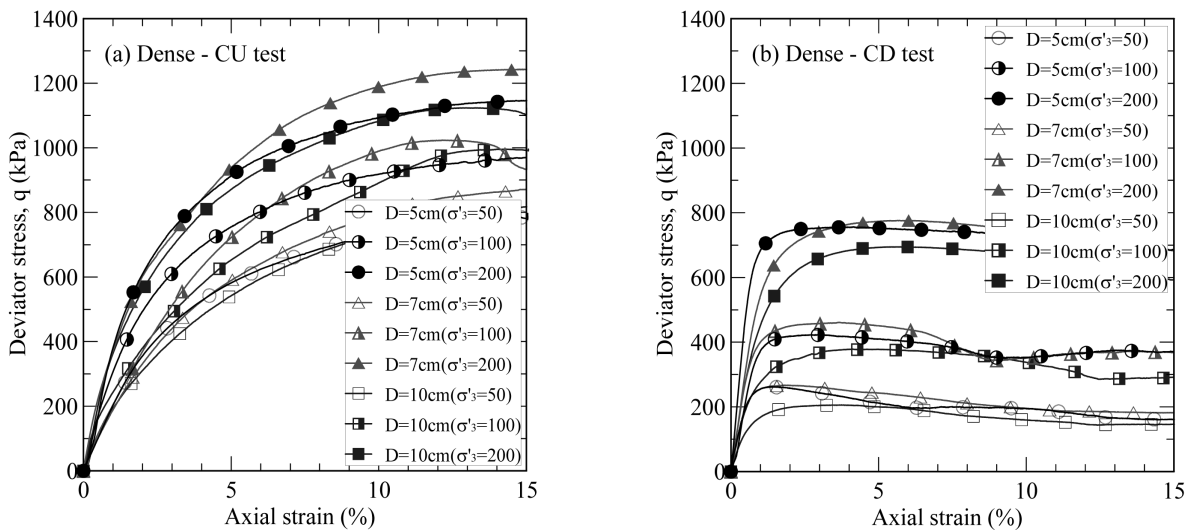 (a) Dense - CU test
Deviator stress, q (kPa)
1400
1200
1000
800
600
400
200
0
0
5
10
15
Axial strain (%)
D=5cm(σ'3=50)
D=5cm(σ'3=100)
D=5cm(σ'3=200)
D=7cm(σ'3=50)
D=7cm(σ'3=100)
D=7cm(σ'3=200)
D=10cm(σ'3=50)
D=10cm(σ'3=100)
D=10cm(σ'3=200)
(b) Dense - CD test
Deviator stress, q (kPa)
1400
1200
1000
800
600
400
200
0
0
5
10
15
Axial strain (%)
D=5cm(σ'3=50)
D=5cm(σ'3=100)
D=5cm(σ'3=200)
D=7cm(σ'3=50)
D=7cm(σ'3=100)
D=7cm(σ'3=200)
D=10cm(σ'3=50)
D=10cm(σ'3=100)
D=10cm(σ'3=200)